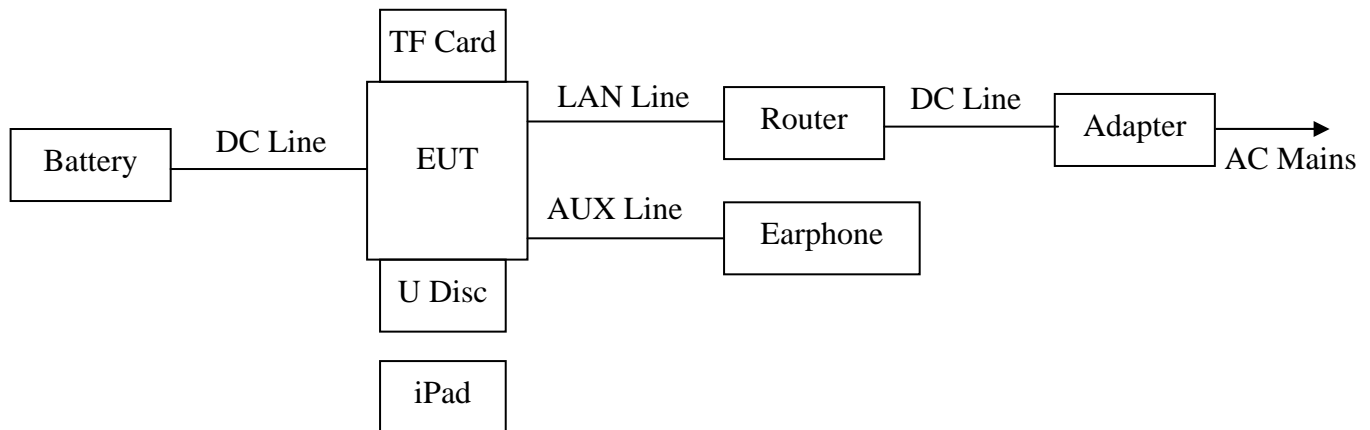 TF Card
LAN Line
DC Line
Router
Adapter
AC Mains
Battery
DC Line
EUT
AUX Line
Earphone
U Disc
iPad